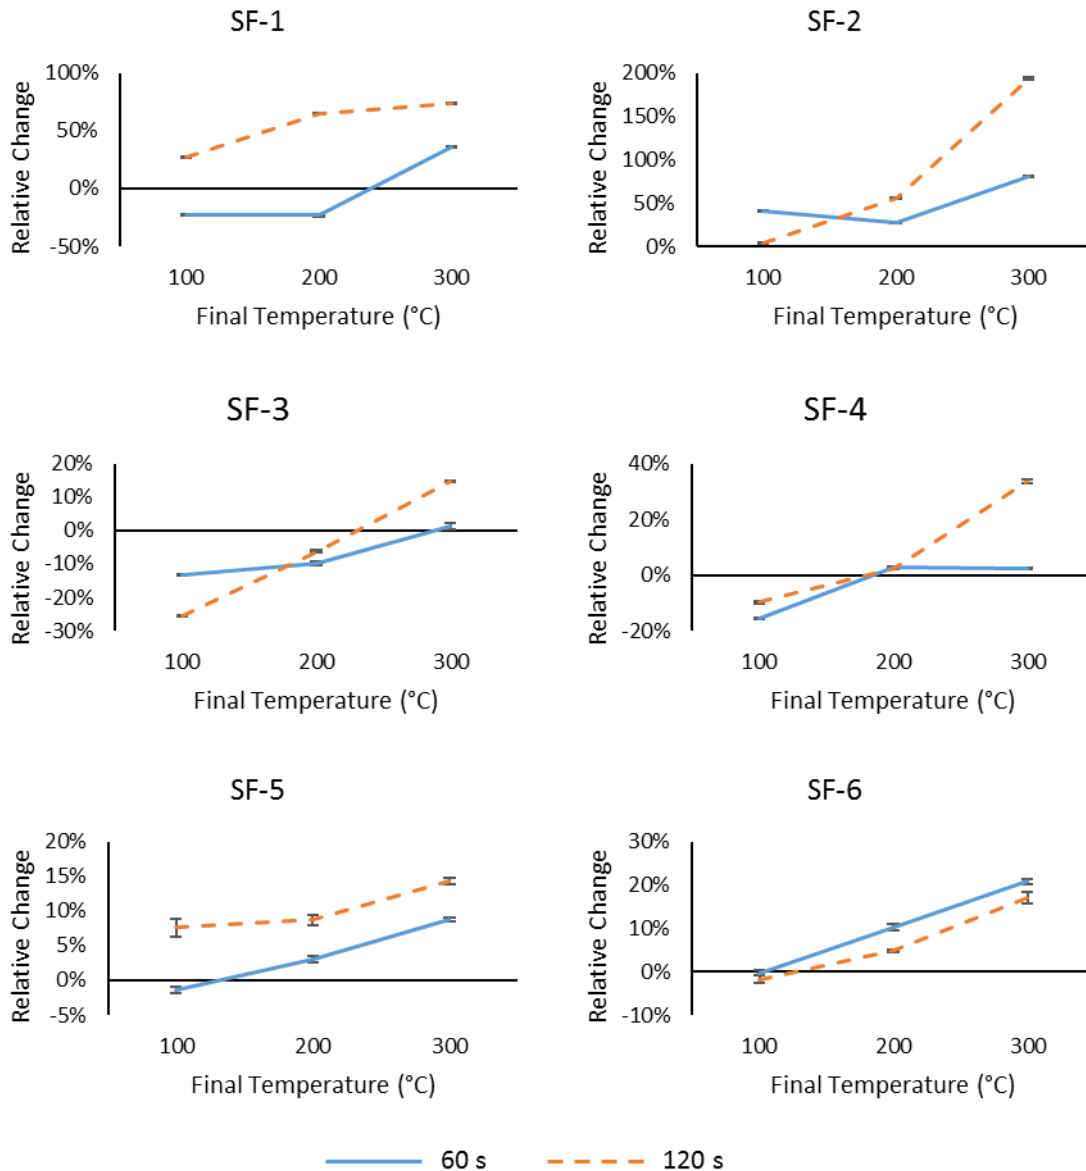 SF-1
Relative Change
100%
50%
0%
-50%
100 200 300
Final Temperature (°C)
SF-2
Relative Change
200%
150%
100%
50%
0%
100 200 300
Final Temperature (°C)
SF-3
Relative Change
20%
10%
0%
-10%
-20%
-30%
100 200 300
Final Temperature (°C)
SF-4
Relative Change
40%
20%
0%
-20%
100 200 300
Final Temperature (°C)
SF-5
Relative Change
20%
15%
10%
5%
0%
-5%
100 200 300
Final Temperature (°C)
SF-6
Relative Change
30%
20%
10%
0%
-10%
100 200 300
Final Temperature (°C)
60 s 120 s